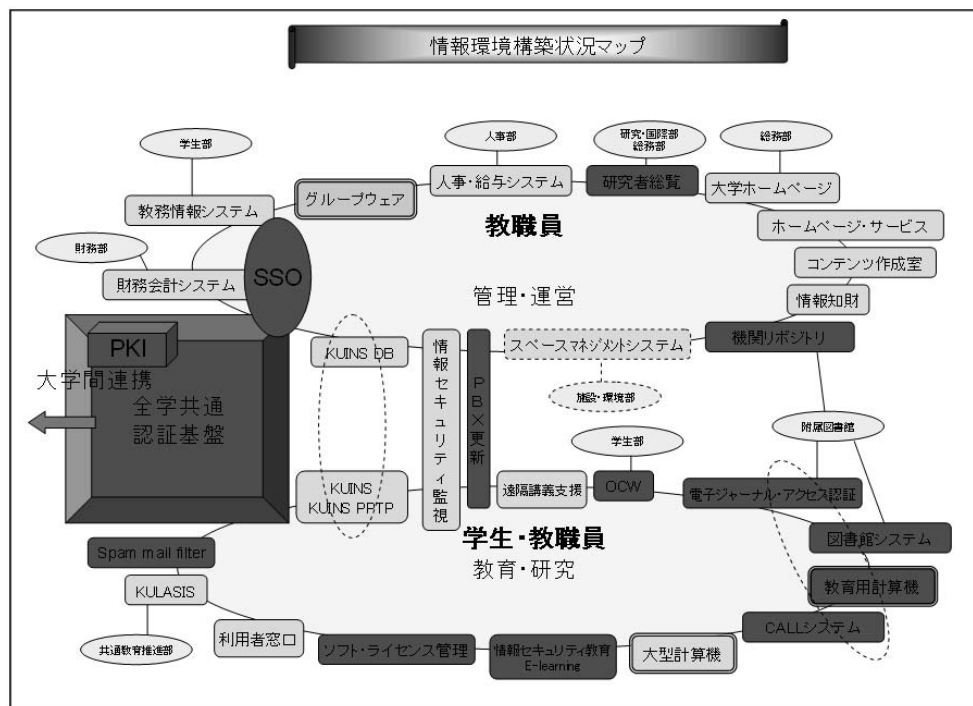 情報環境構築状況マップ
人事部
研究・国際部
総務部
総務部
学生部
人事・給与システム
研究者総覧
大学ホームページ
グループウェア
教務情報システム
教職員
ホームページ・サービス
財務部
SSO
コンテンツ作成室
財務会計システム
管理・運営
情報知財
PKI
KUINS DB
情報セキュリティ監視
PBX更新
スペースマネジメントシステム
機関リポジトリ
大学間連携
全学共通
認証基盤
施設・環境部
学生部
附属図書館
KUINS
KUINS PPTP
遠隔講義支援
OCW
電子ジャーナル・アクセス認証
学生・教職員
図書館システム
Spam mail filter
教育・研究
教育用計算機
KULASIS
CALLシステム
利用者窓口
共通教育推進部
ソフト・ライセンス管理
情報セキュリティ教育
E-learning
大型計算機